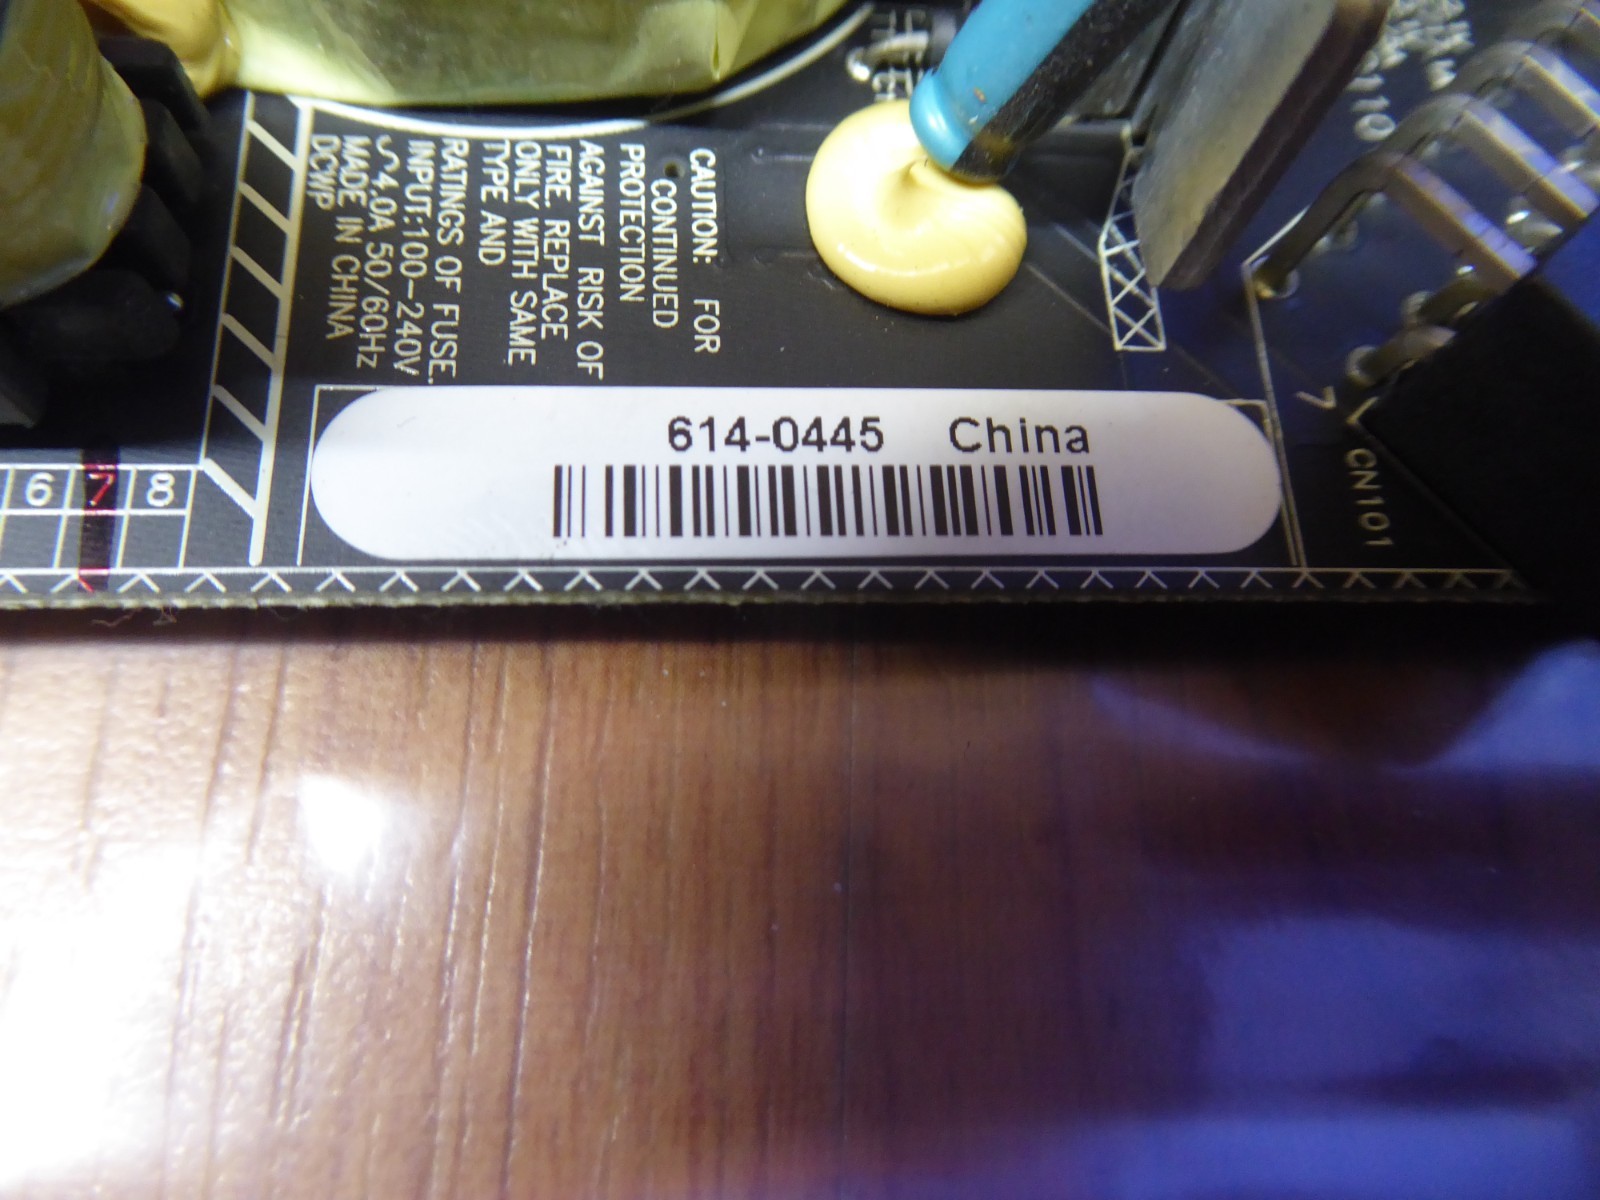 CAUTION: FOR
CONTINUED
PROTECTION
AGAINST RISK OF
FIRE, REPLACE
ONLY WITH SAME
TYPE AND
RATINGS OF FUSE.
INPUT:100-240V
4.0A 50/60Hz
MADE IN CHINA
DCWP
614-0445 China
6 7 8
CN101